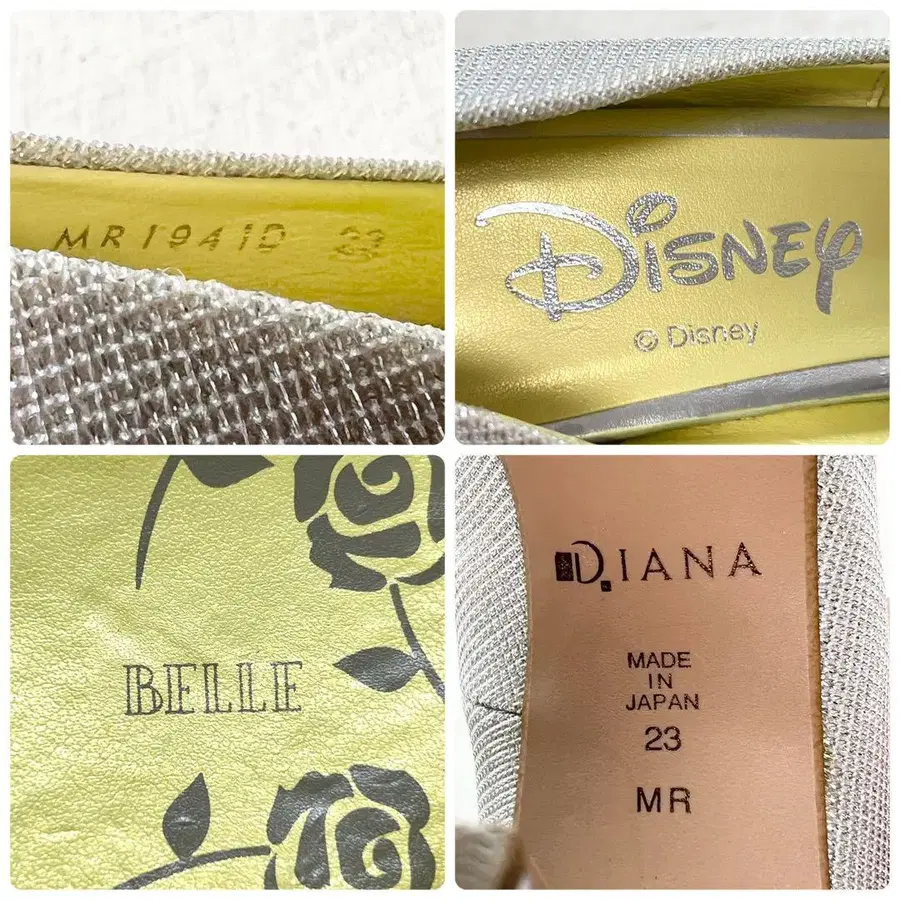 MR1941D 23
Disney
© Disney
BELLE
DIANA
MADE
IN
JAPAN
23
MR